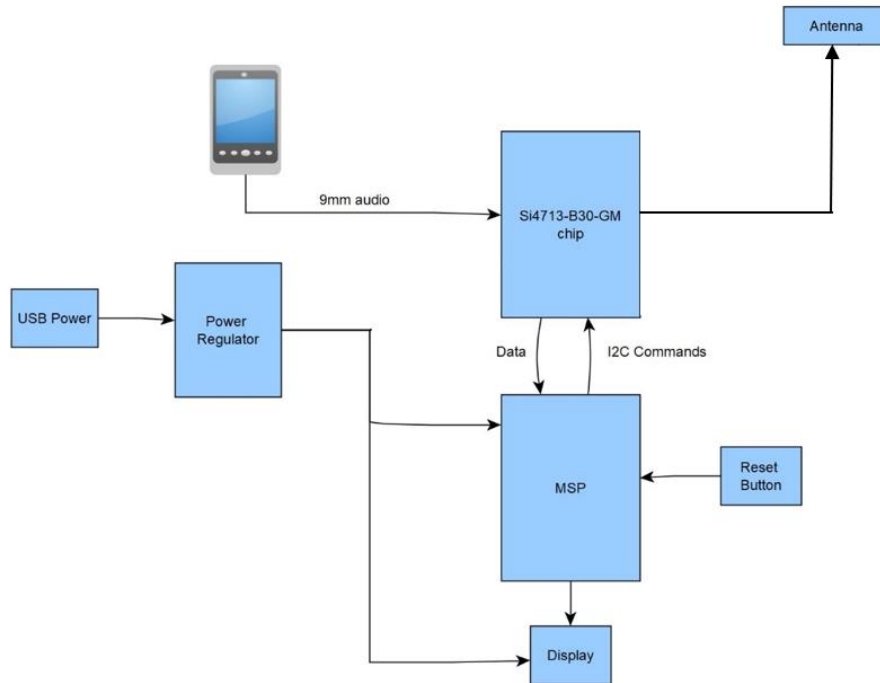 Antenna
9mm audio
Si4713-B30-GM
chip
USB Power
Power
Regulator
Data
I2C Commands
MSP
Reset
Button
Display